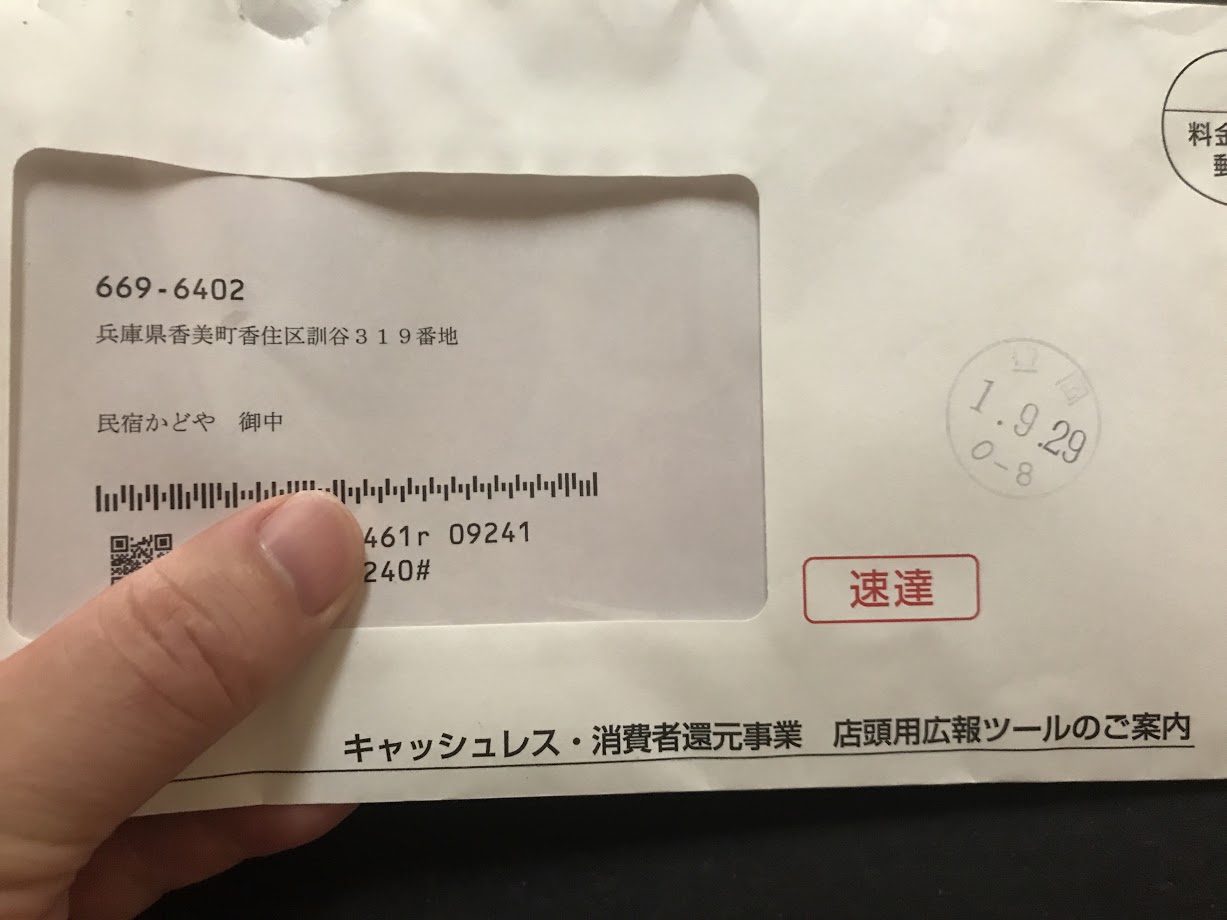 料金
郵
669-6402
兵庫県香美町香住区訓谷３１９番地
民宿かどや　御中
461r 09241
240#
1.9.29
0-8
速達
キャッシュレス・消費者還元事業　店頭用広報ツールのご案内